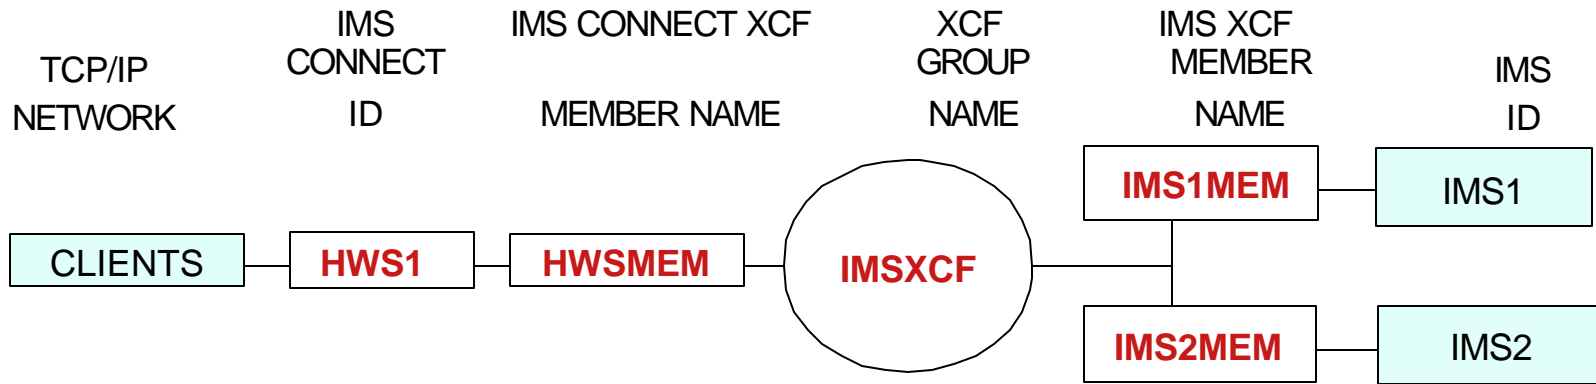 TCP/IP
NETWORK
IMS
CONNECT
ID
IMS CONNECT XCF
MEMBER NAME
XCF
GROUP
NAME
IMS XCF
MEMBER
NAME
IMS
ID
CLIENTS
HWS1
HWSMEM
IMSXCF
IMS1MEM
IMS1
IMS2MEM
IMS2